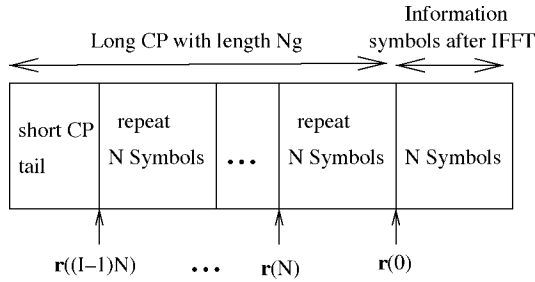 Information
symbols after IFFT
Long CP with length Ng
short CP
tail
repeat
N Symbols
...
repeat
N Symbols
N Symbols
r((I–1)N)
...
r(N)
r(0)